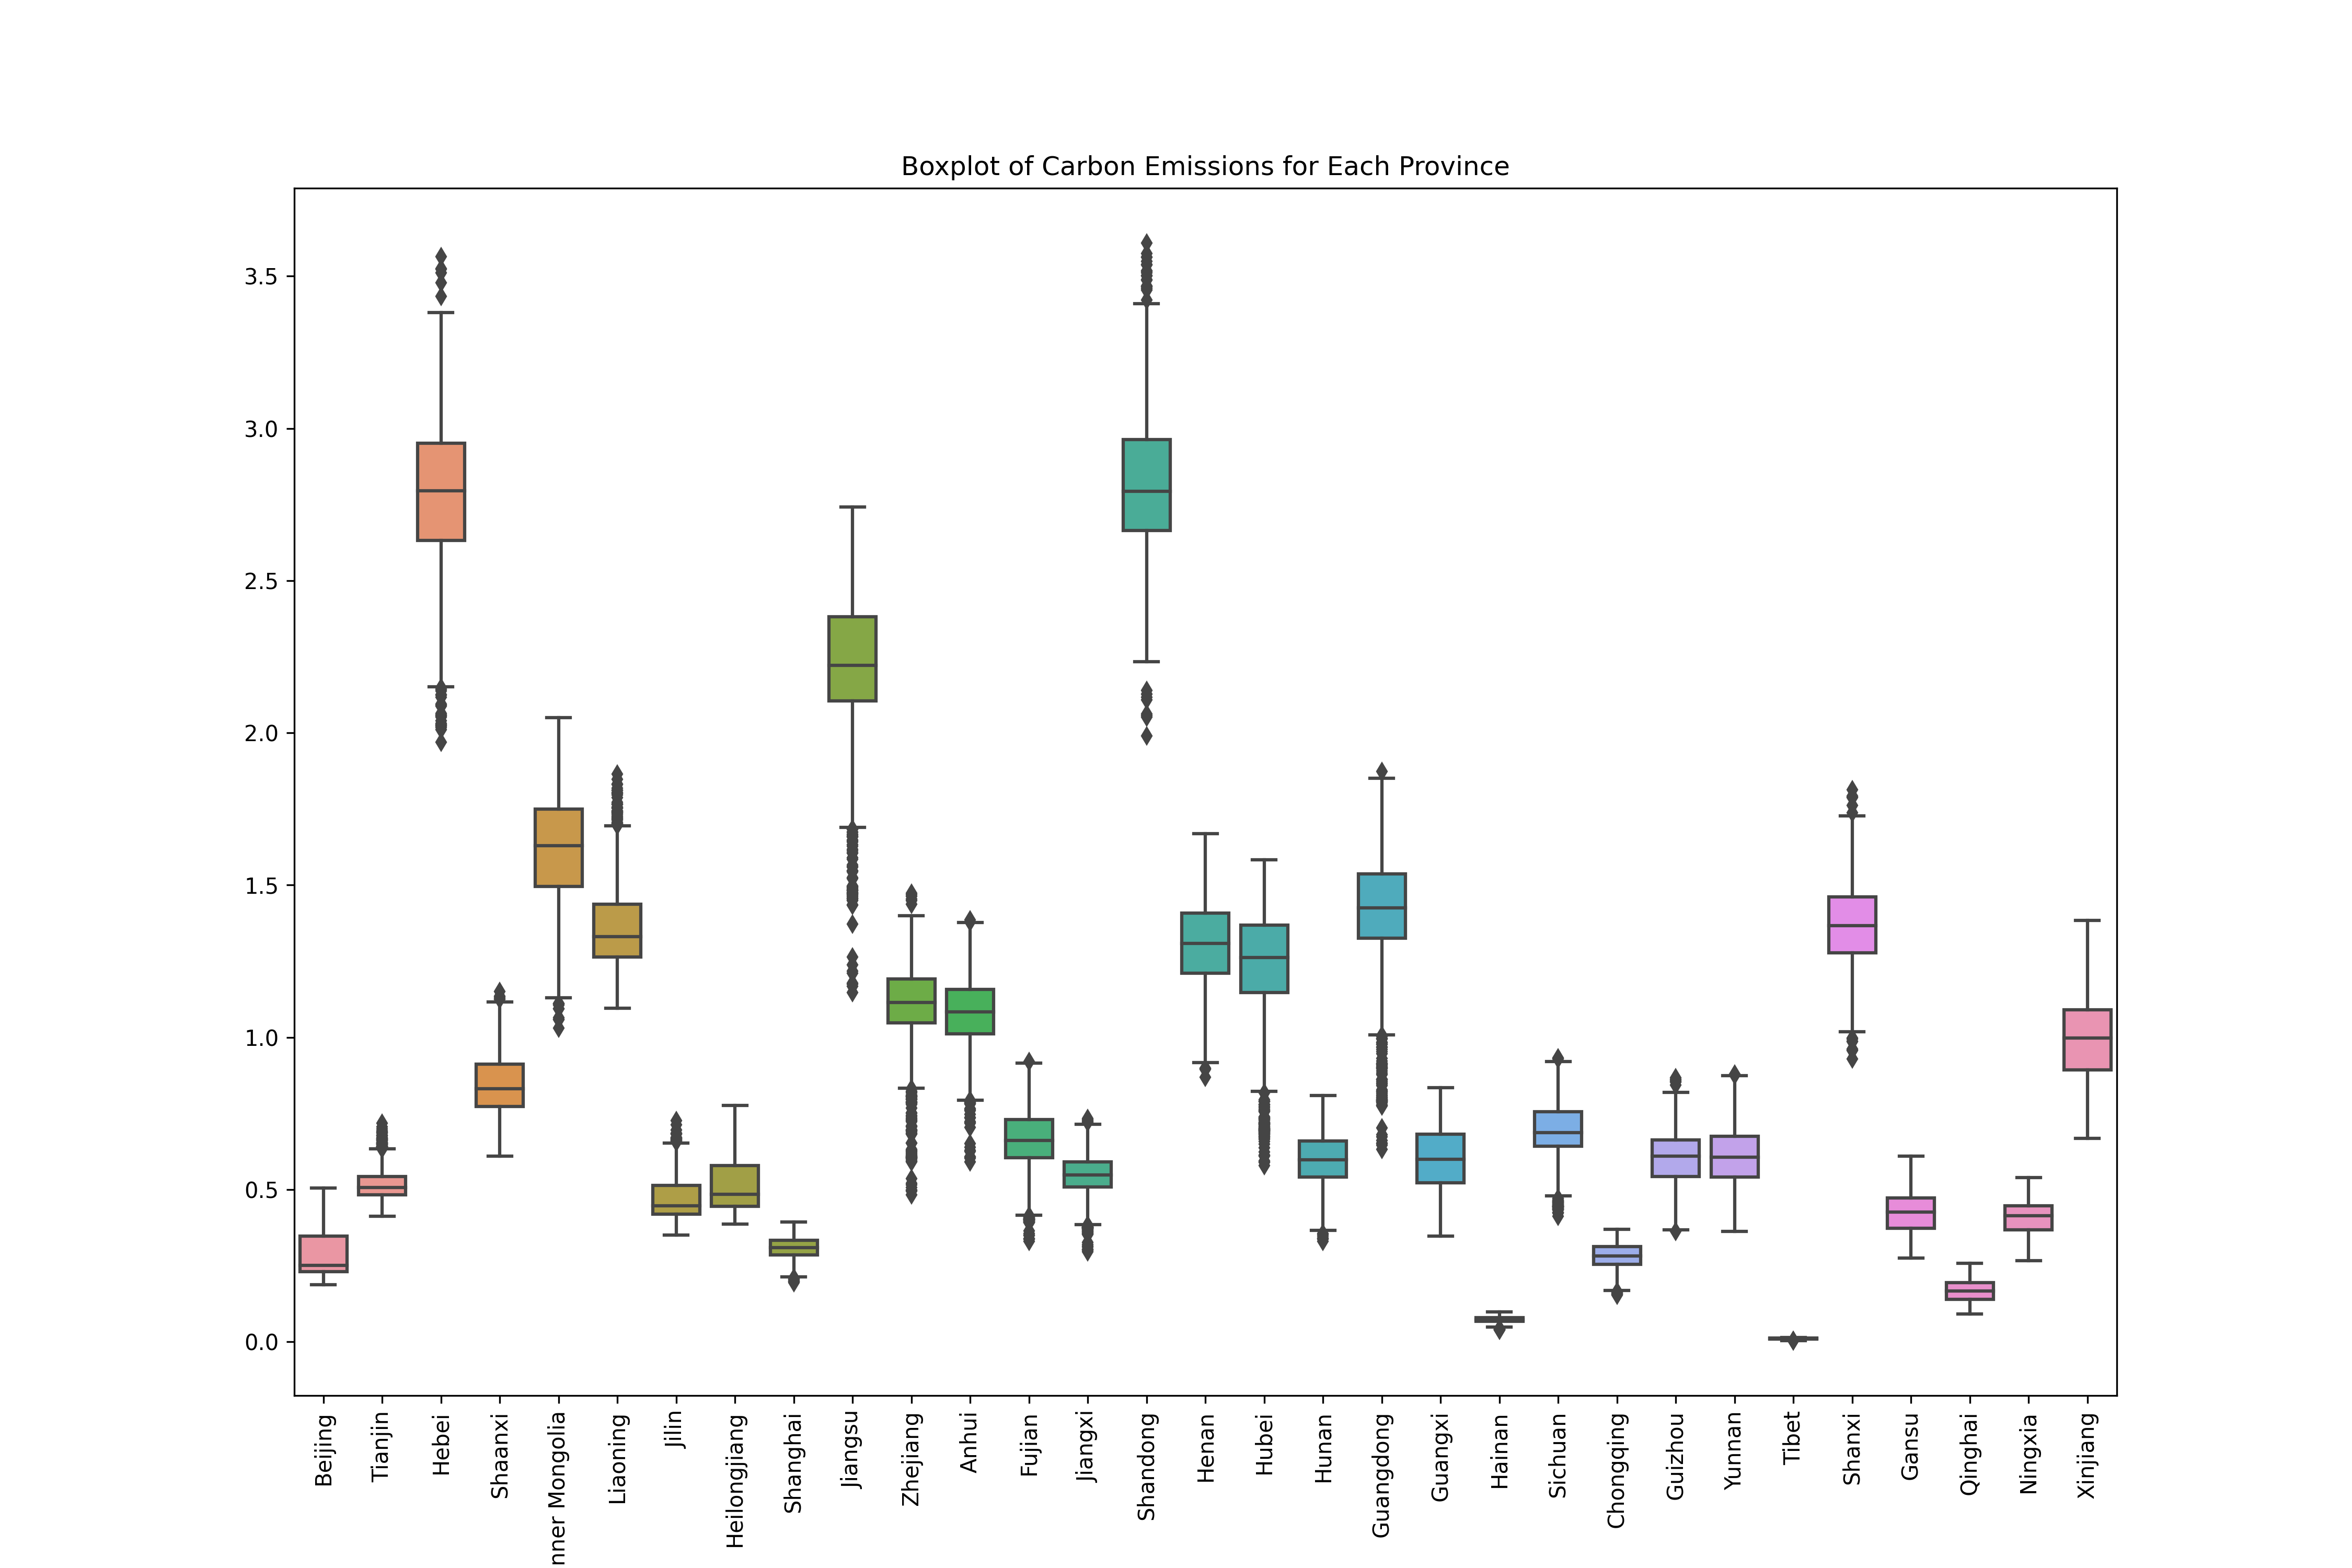 Boxplot of Carbon Emissions for Each Province
3.5
3.0
2.5
2.0
1.5
1.0
0.5
0.0
Beijing
Tianjin
Hebei
Shaanxi
nner Mongolia
Liaoning
Jilin
Heilongjiang
Shanghai
Jiangsu
Zhejiang
Anhui
Fujian
Jiangxi
Shandong
Henan
Hubei
Hunan
Guangdong
Guangxi
Hainan
Sichuan
Chongqing
Guizhou
Yunnan
Tibet
Shanxi
Gansu
Qinghai
Ningxia
Xinjiang